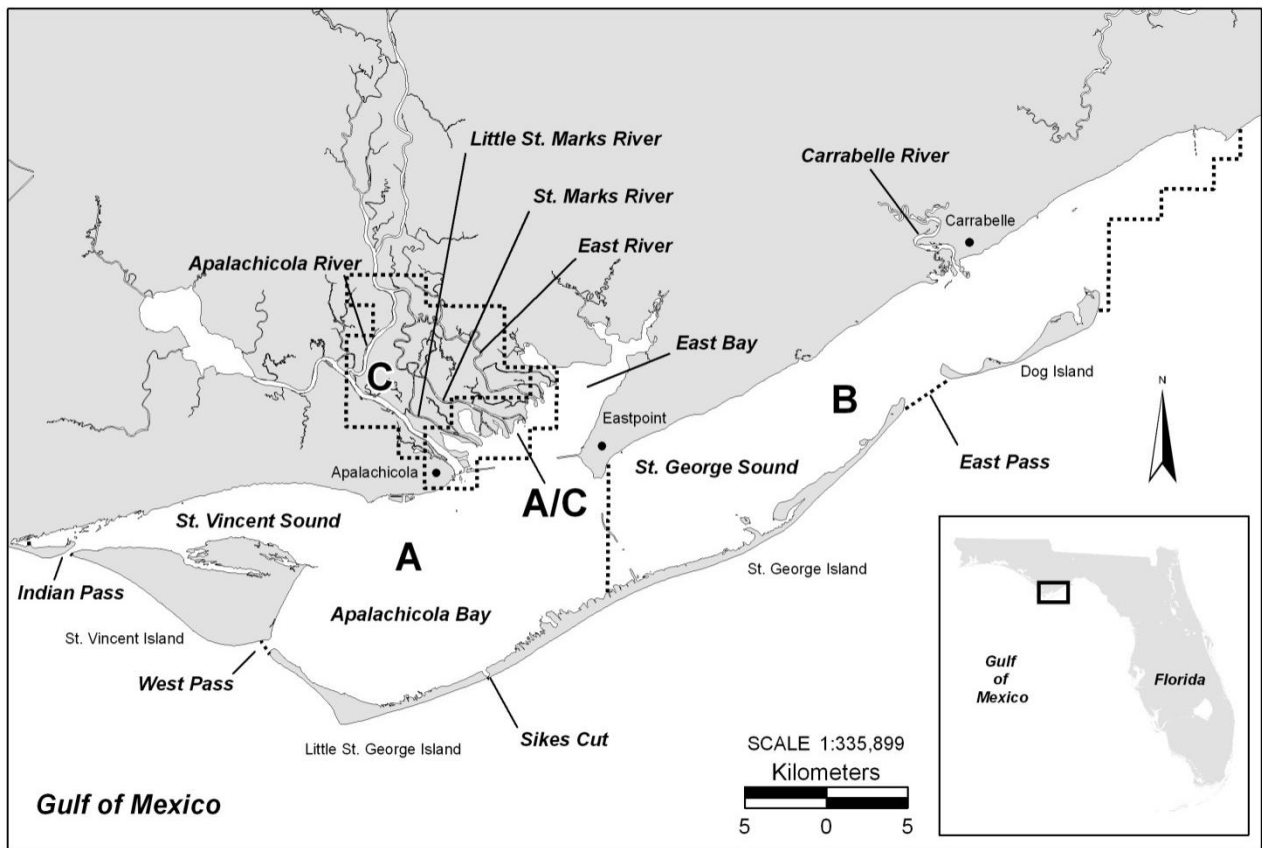 Little St. Marks River
St. Marks River
East River
Apalachicola River
Carrabelle River
Carrabelle
C
East Bay
Dog Island
B
Eastpoint
East Pass
Apalachicola
St. George Sound
A/C
N
St. Vincent Sound
A
St. George Island
Indian Pass
Apalachicola Bay
St. Vincent Island
West Pass
Sikes Cut
Little St. George Island
Gulf of Mexico
SCALE 1:335,899
Kilometers
5 0 5
Gulf
of
Mexico
Florida